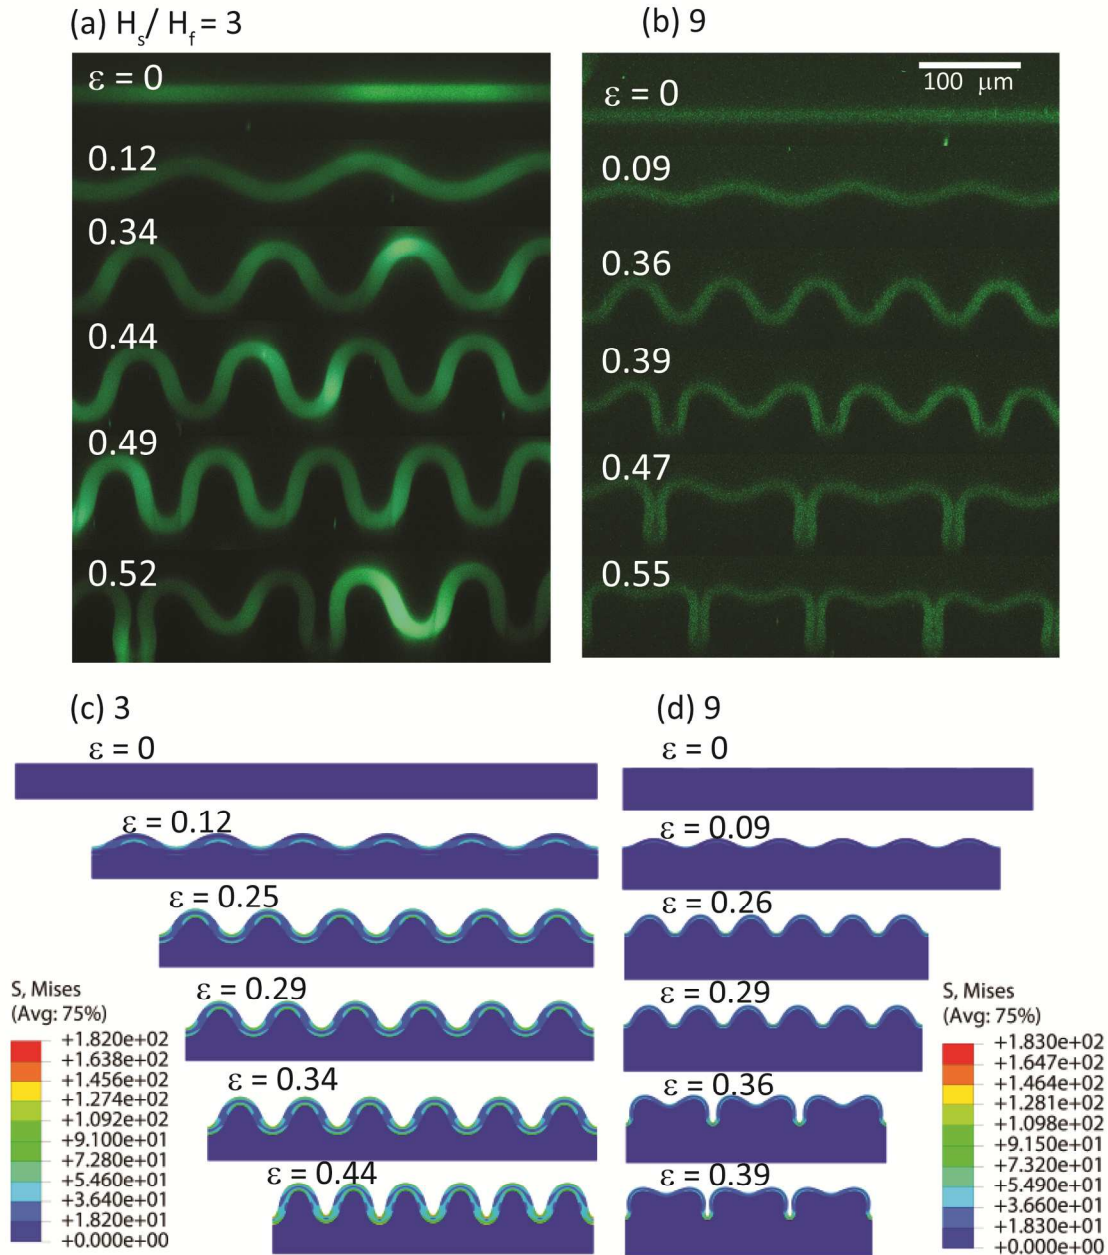 (a) Hs/ Hf = 3
ε = 0
0.12
0.34
0.44
0.49
0.52
(b) 9
100 μm
ε = 0
0.09
0.36
0.39
0.47
0.55
(c) 3
ε = 0
ε = 0.12
ε = 0.25
ε = 0.29
ε = 0.34
ε = 0.44
S, Mises
(Avg: 75%)
+1.820e+02
+1.638e+02
+1.456e+02
+1.274e+02
+1.092e+02
+9.100e+01
+7.280e+01
+5.460e+01
+3.640e+01
+1.820e+01
+0.000e+00
(d) 9
ε = 0
ε = 0.09
ε = 0.26
ε = 0.29
ε = 0.36
ε = 0.39
S, Mises
(Avg: 75%)
+1.830e+02
+1.647e+02
+1.464e+02
+1.281e+02
+1.098e+02
+9.150e+01
+7.320e+01
+5.490e+01
+3.660e+01
+1.830e+01
+0.000e+00